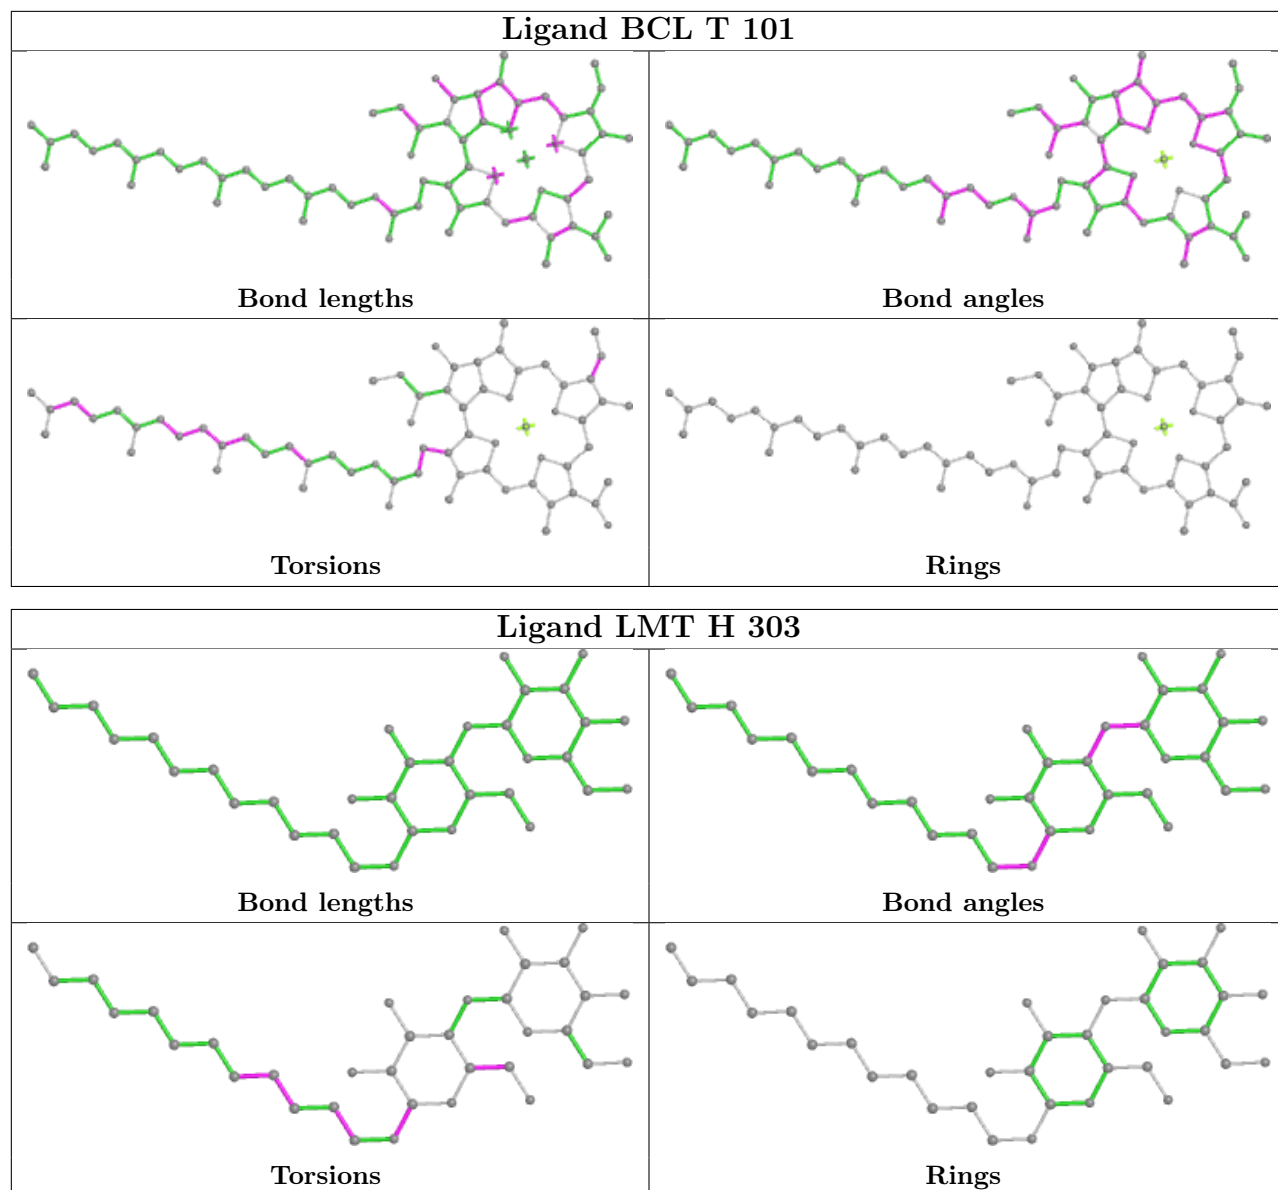 Ligand BCL T 101
Bond lengths
Bond angles
Torsions
Rings
Ligand LMT H 303
Bond lengths
Bond angles
Torsions
Rings